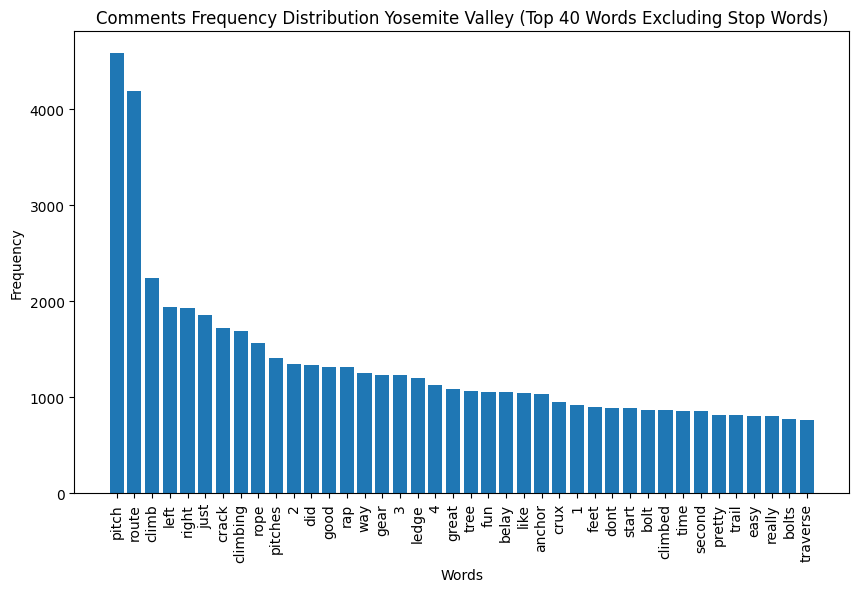 Comments Frequency Distribution Yosemite Valley (Top 40 Words Excluding Stop Words)
Frequency
4000
3000
2000
1000
0
pitch
route
climb
left
right
just
crack
climbing
rope
pitches
2
did
good
rap
way
gear
3
ledge
4
great
tree
fun
belay
like
anchor
crux
1
feet
dont
start
bolt
climbed
time
second
pretty
trail
easy
really
bolts
traverse
Words